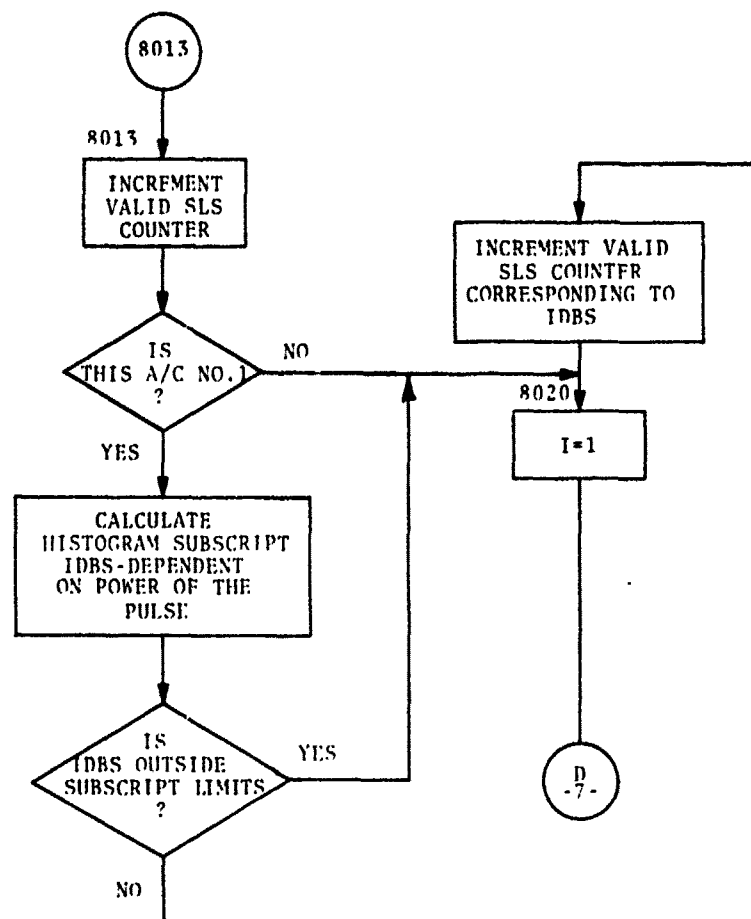 8013
8013
INCREMENT
VALID SLS
COUNTER
IS
THIS A/C NO.1
?
NO
YES
CALCULATE
HISTOGRAM SUBSCRIPT
IDBS-DEPENDENT
ON POWER OF THE
PULSE
IS
IDBS OUTSIDE
SUBSCRIPT LIMITS
?
YES
NO
INCREMENT VALID
SLS COUNTER
CORRESPONDING TO
IDBS
8020
I=1
D
-7-